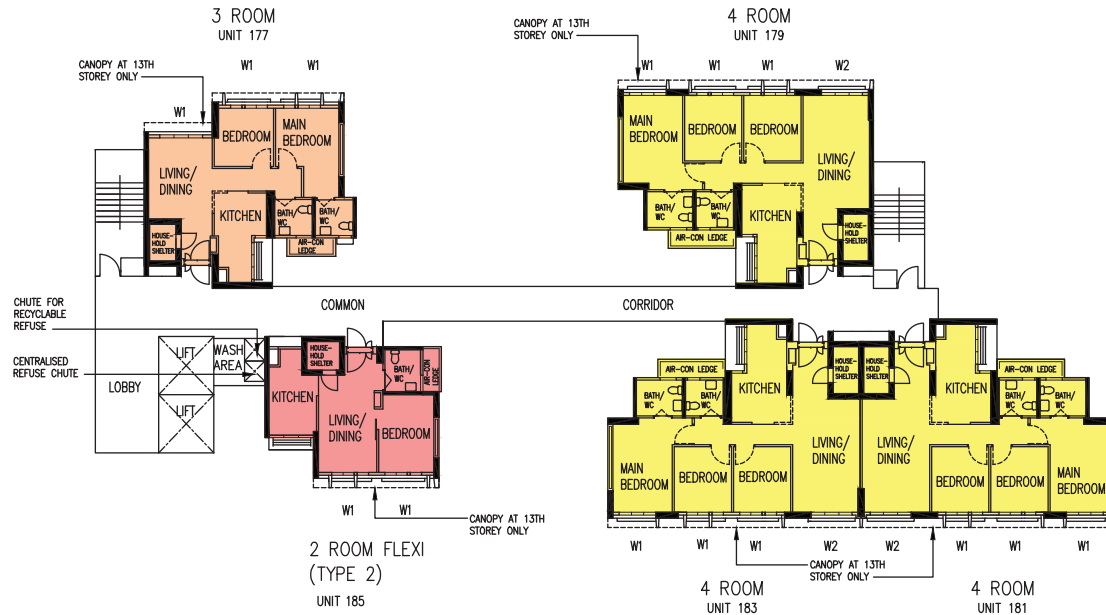 3 ROOM
UNIT 177
CANOPY AT 13TH
STOREY ONLY
W1
W1
W1
BEDROOM
MAIN
BEDROOM
LIVING/
DINING
KITCHEN
BATH/
WC
BATH/
WC
HOUSE-
HOLD
SHELTER
AIR-CON
LEDGE
4 ROOM
UNIT 179
CANOPY AT 13TH
STOREY ONLY
W1
W1
W1
W2
MAIN
BEDROOM
BEDROOM
BEDROOM
LIVING/
DINING
BATH/
WC
BATH/
WC
KITCHEN
AIR-CON LEDGE
HOUSE-
HOLD
SHELTER
COMMON
CORRIDOR
CHUTE FOR
RECYCLABLE
REFUSE
CENTRALISED
REFUSE CHUTE
LOBBY
LIFT
LIFT
WASH
AREA
HOUSE-
HOLD
SHELTER
BATH/
WC
AIR-CON
LEDGE
KITCHEN
LIVING/
DINING
BEDROOM
W1
W1
CANOPY AT 13TH
STOREY ONLY
2 ROOM FLEXI
(TYPE 2)
UNIT 185
AIR-CON LEDGE
BATH/
WC
BATH/
WC
KITCHEN
HOUSE-
HOLD
SHELTER
MAIN
BEDROOM
BEDROOM
BEDROOM
LIVING/
DINING
W1
W1
W1
W2
4 ROOM
UNIT 183
HOUSE-
HOLD
SHELTER
KITCHEN
AIR-CON LEDGE
BATH/
WC
BATH/
WC
LIVING/
DINING
BEDROOM
BEDROOM
MAIN
BEDROOM
W2
W1
W1
W1
CANOPY AT 13TH
STOREY ONLY
4 ROOM
UNIT 181